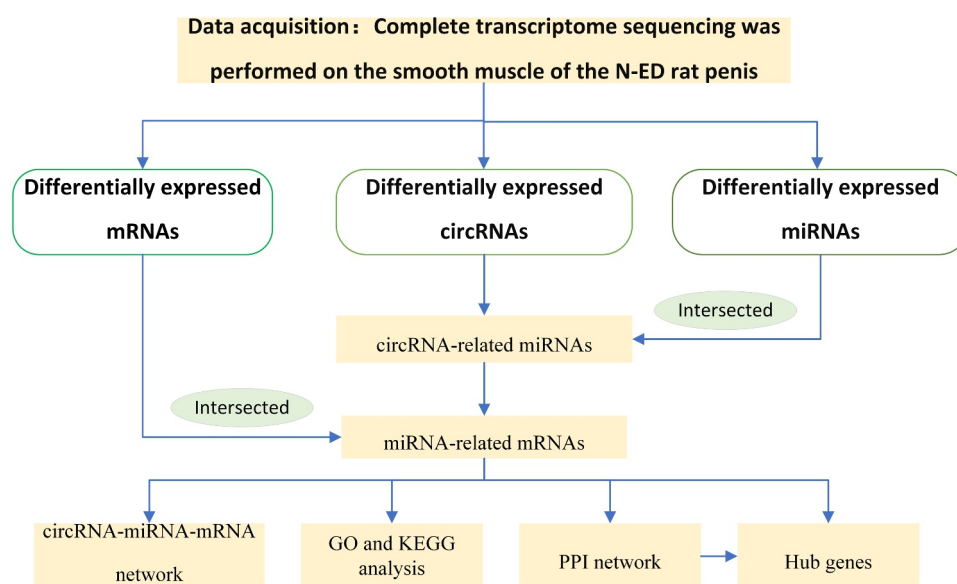 Data acquisition：Complete transcriptome sequencing was
performed on the smooth muscle of the N-ED rat penis
Differentially expressed
mRNAs
Differentially expressed
circRNAs
Differentially expressed
miRNAs
Intersected
circRNA-related miRNAs
Intersected
miRNA-related mRNAs
circRNA-miRNA-mRNA
network
GO and KEGG
analysis
PPI network
Hub genes